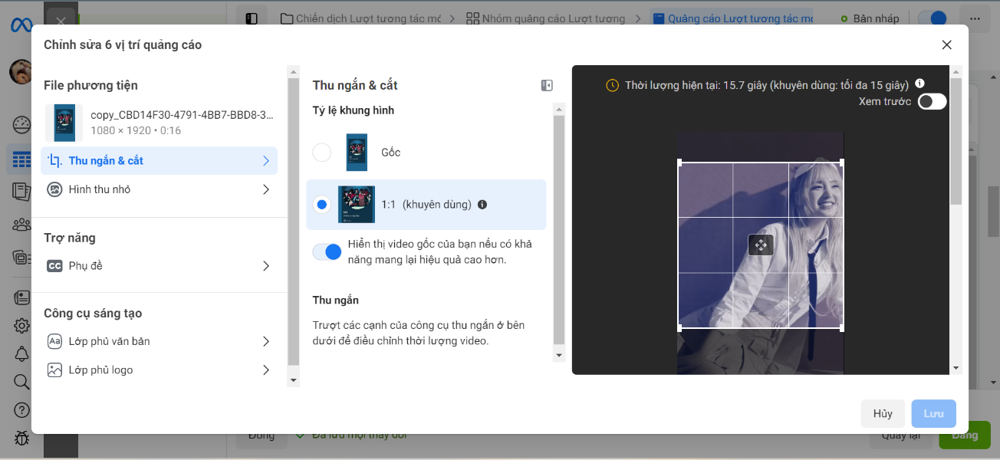 Chiến dịch Lượt tương tác mớ
Nhóm quảng cáo Lượt tương
Quảng cáo Lượt tương tác mớ
Bản nháp
Chỉnh sửa 6 vị trí quảng cáo
File phương tiện
copy_CBD14F30-4791-4BB7-BBD8-3...
1080 × 1920 • 0:16
Thu ngắn & cắt
Hình thu nhỏ
Trợ năng
CC Phụ đề
Công cụ sáng tạo
Aa Lớp phủ văn bản
Lớp phủ logo
Thu ngắn & cắt
Tỷ lệ khung hình
Gốc
1:1 (khuyên dùng)
Hiển thị video gốc của bạn nếu có khả
năng mang lại hiệu quả cao hơn.
Thu ngắn
Trượt các cạnh của công cụ thu ngắn ở bên
dưới để điều chỉnh thời lượng video.
Thời lượng hiện tại: 15.7 giây (khuyên dùng: tối đa 15 giây)
Xem trước
Hủy
Lưu
Đóng
Đã lưu mọi thay đổi
Quay lại
Đăng